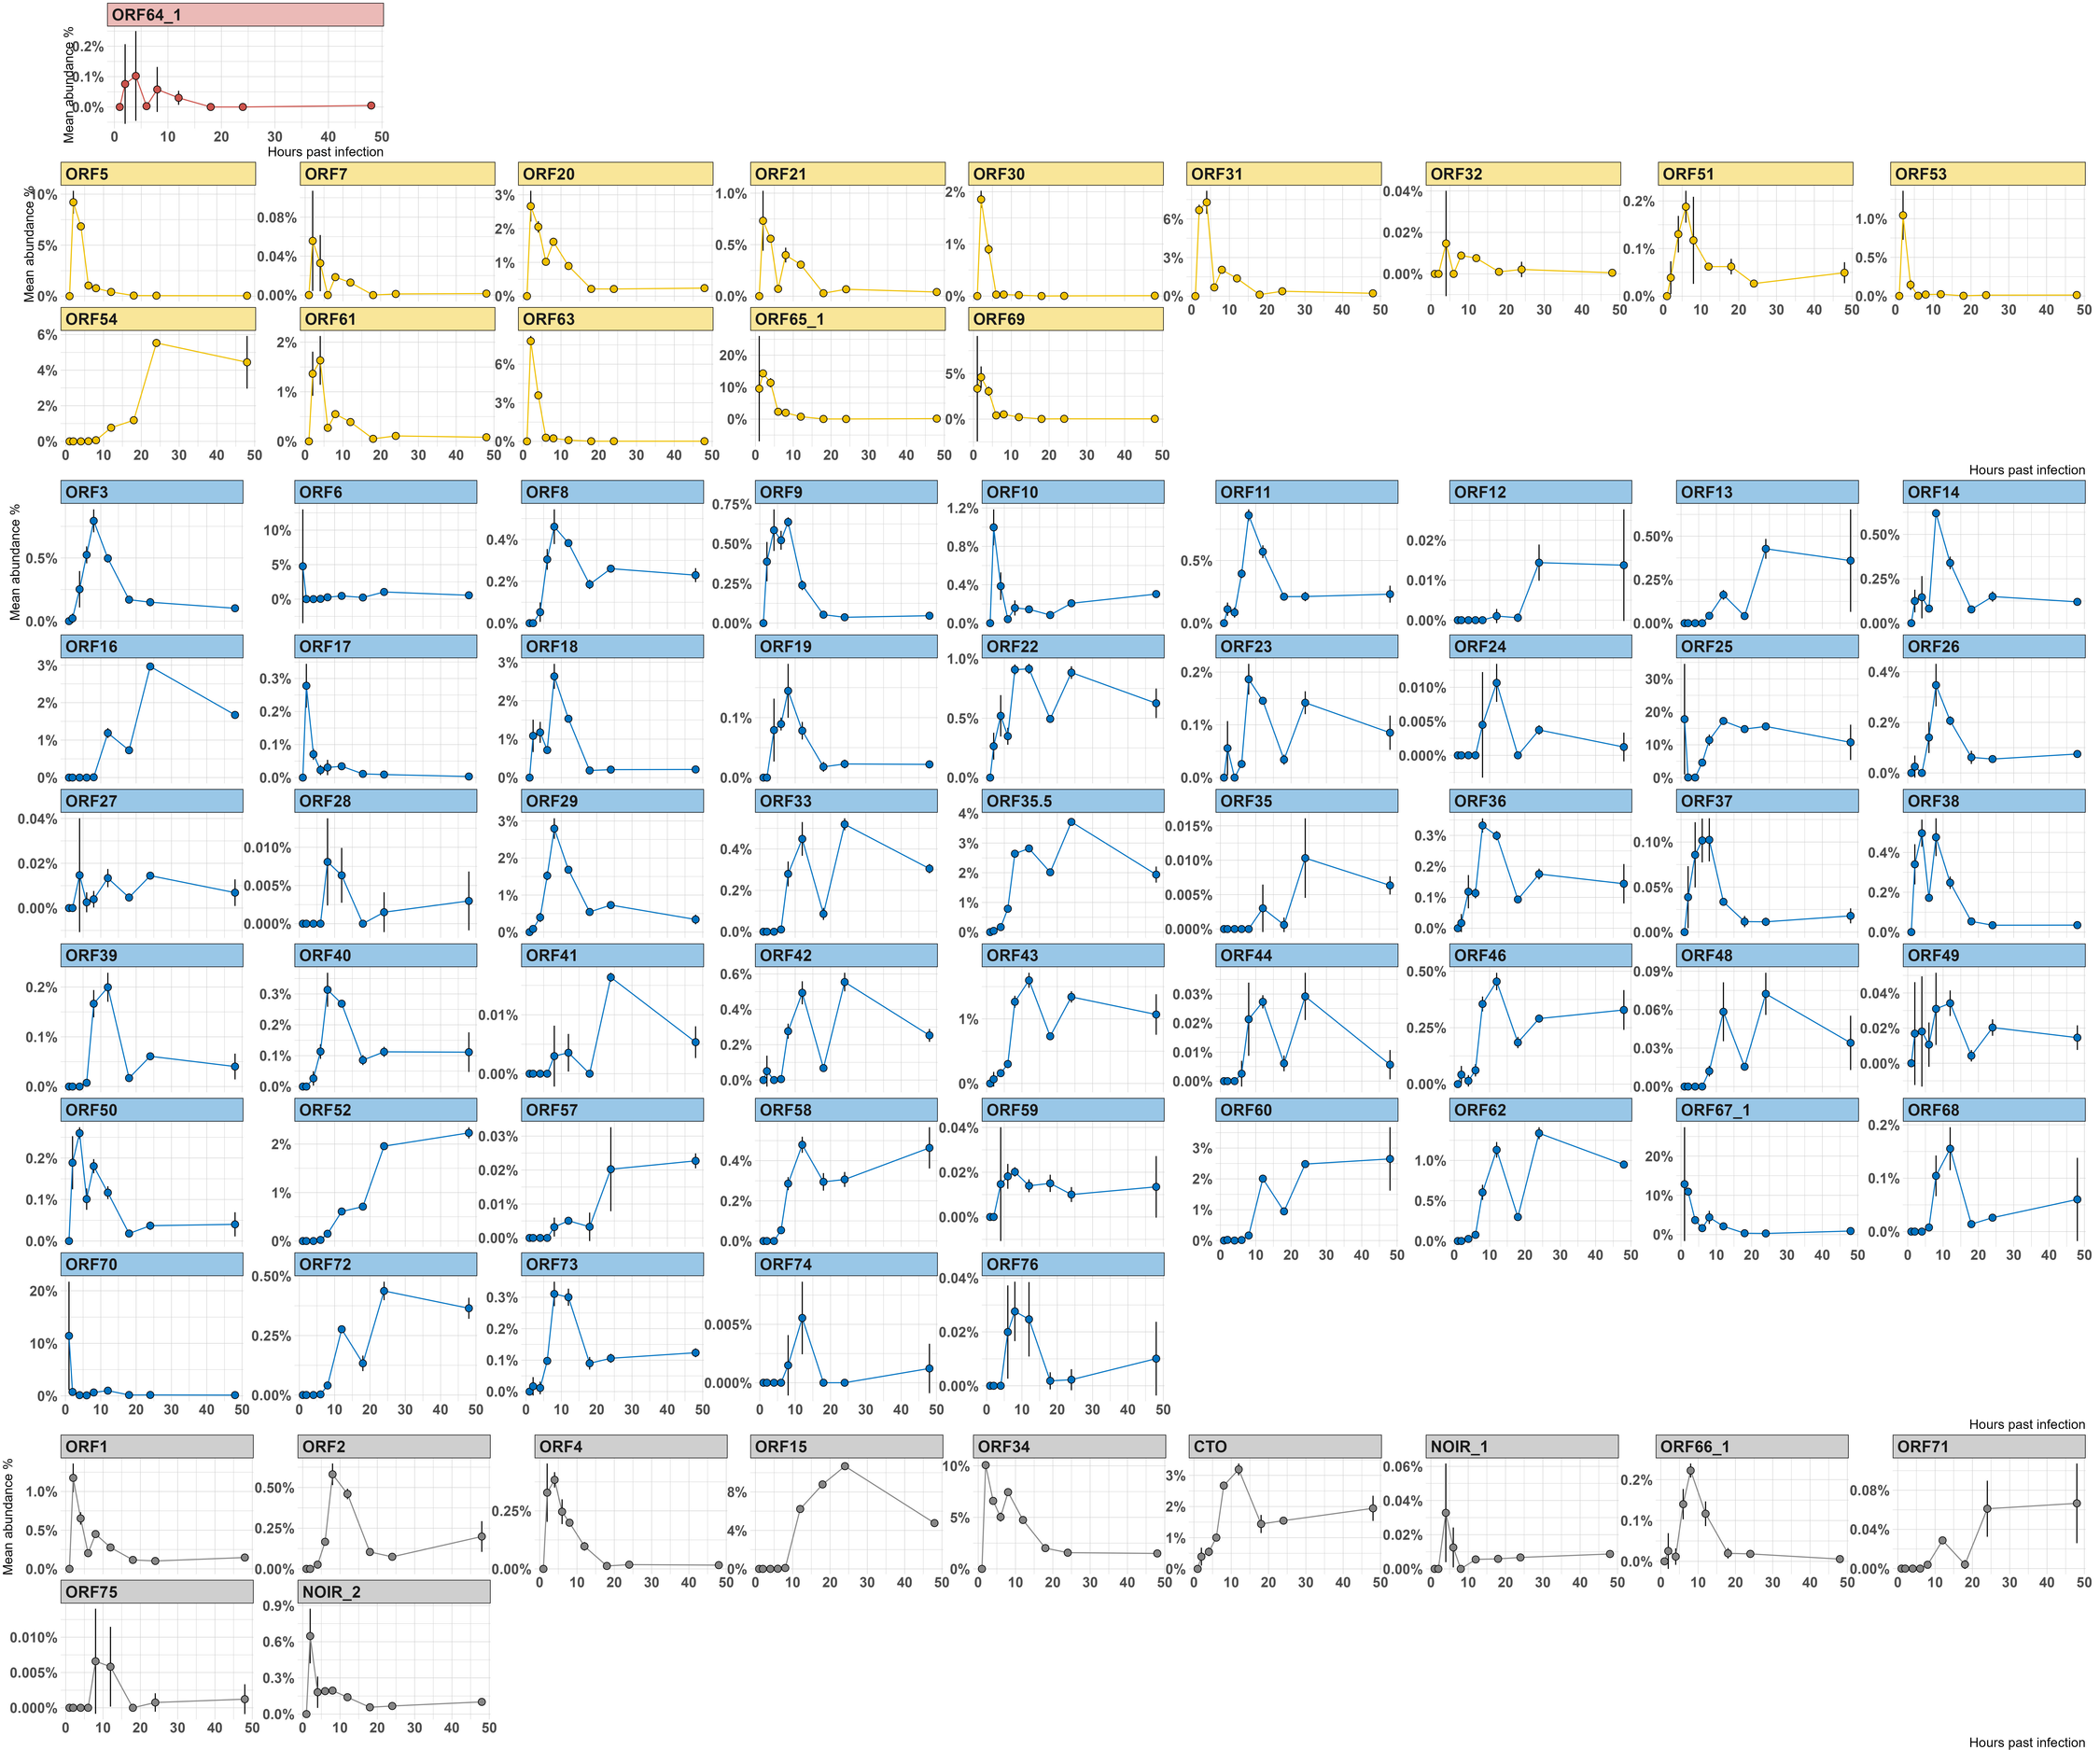 ORF64_1
Mean abundance %
0.2%
0.1%
0.0%
0 10 20 30 40 50
Hours past infection
ORF5 ORF7 ORF20 ORF21 ORF30 ORF31 ORF32 ORF51 ORF53
Mean abundance %
10% 5% 0%
0.08% 0.04% 0.00%
3% 2% 1% 0%
1.0% 0.5% 0.0%
2% 1% 0%
6% 3% 0%
0.04% 0.02% 0.00%
0.2% 0.1% 0.0%
1.0% 0.5% 0.0%
0 10 20 30 40 50 0 10 20 30 40 50 0 10 20 30 40 50 0 10 20 30 40 50
ORF54 ORF61 ORF63 ORF65_1 ORF69
6% 4% 2% 0%
2% 1% 0%
6% 3% 0%
20% 10% 0%
5% 0%
0 10 20 30 40 50 0 10 20 30 40 50 0 10 20 30 40 50 0 10 20 30 40 50 0 10 20 30 40 50
Hours past infection
ORF3 ORF6 ORF8 ORF9 ORF10 ORF11 ORF12 ORF13 ORF14
Mean abundance %
0.5% 0.0%
10% 5% 0%
0.4% 0.2% 0.0%
0.75% 0.50% 0.25% 0.00%
1.2% 0.8% 0.4% 0.0%
0.5% 0.0%
0.02% 0.01% 0.00%
0.50% 0.25% 0.00%
0.50% 0.25% 0.00%
ORF16 ORF17 ORF18 ORF19 ORF22 ORF23 ORF24 ORF25 ORF26
3% 2% 1% 0%
0.3% 0.2% 0.1% 0.0%
3% 2% 1% 0%
0.1% 0.0%
1.0% 0.5% 0.0%
0.2% 0.1% 0.0%
0.010% 0.005% 0.000%
30% 20% 10% 0%
0.4% 0.2% 0.0%
ORF27 ORF28 ORF29 ORF33 ORF35.5 ORF35 ORF36 ORF37 ORF38
0.04% 0.02% 0.00%
0.010% 0.005% 0.000%
3% 2% 1% 0%
0.4% 0.2% 0.0%
4% 3% 2% 1% 0%
0.015% 0.010% 0.005% 0.000%
0.3% 0.2% 0.1% 0.0%
0.10% 0.05% 0.00%
0.4% 0.2% 0.0%
ORF39 ORF40 ORF41 ORF42 ORF43 ORF44 ORF46 ORF48 ORF49
0.2% 0.1% 0.0%
0.3% 0.2% 0.1% 0.0%
0.01% 0.00%
0.6% 0.4% 0.2% 0.0%
1% 0%
0.03% 0.02% 0.01% 0.00%
0.50% 0.25% 0.00%
0.09% 0.06% 0.03% 0.00%
0.04% 0.02% 0.00%
ORF50 ORF52 ORF57 ORF58 ORF59 ORF60 ORF62 ORF67_1 ORF68
0.2% 0.1% 0.0%
2% 1% 0%
0.03% 0.02% 0.01% 0.00%
0.4% 0.2% 0.0%
0.04% 0.02% 0.00%
3% 2% 1% 0%
1.0% 0.5% 0.0%
20% 10% 0%
0.2% 0.1% 0.0%
0 10 20 30 40 50 0 10 20 30 40 50 0 10 20 30 40 50 0 10 20 30 40 50
ORF70 ORF72 ORF73 ORF74 ORF76
20% 10% 0%
0.50% 0.25% 0.00%
0.3% 0.2% 0.1% 0.0%
0.005% 0.000%
0.04% 0.02% 0.00%
0 10 20 30 40 50 0 10 20 30 40 50 0 10 20 30 40 50 0 10 20 30 40 50 0 10 20 30 40 50
Hours past infection
ORF1 ORF2 ORF4 ORF15 ORF34 CTO NOIR_1 ORF66_1 ORF71
Mean abundance %
1.0% 0.5% 0.0%
0.50% 0.25% 0.00%
0.25% 0.00%
8% 4% 0%
10% 5% 0%
3% 2% 1% 0%
0.06% 0.04% 0.02% 0.00%
0.2% 0.1% 0.0%
0.08% 0.04% 0.00%
0 10 20 30 40 50 0 10 20 30 40 50 0 10 20 30 40 50 0 10 20 30 40 50 0 10 20 30 40 50 0 10 20 30 40 50 0 10 20 30 40 50
ORF75 NOIR_2
0.010% 0.005% 0.000%
0.9% 0.6% 0.3% 0.0%
0 10 20 30 40 50 0 10 20 30 40 50
Hours past infection